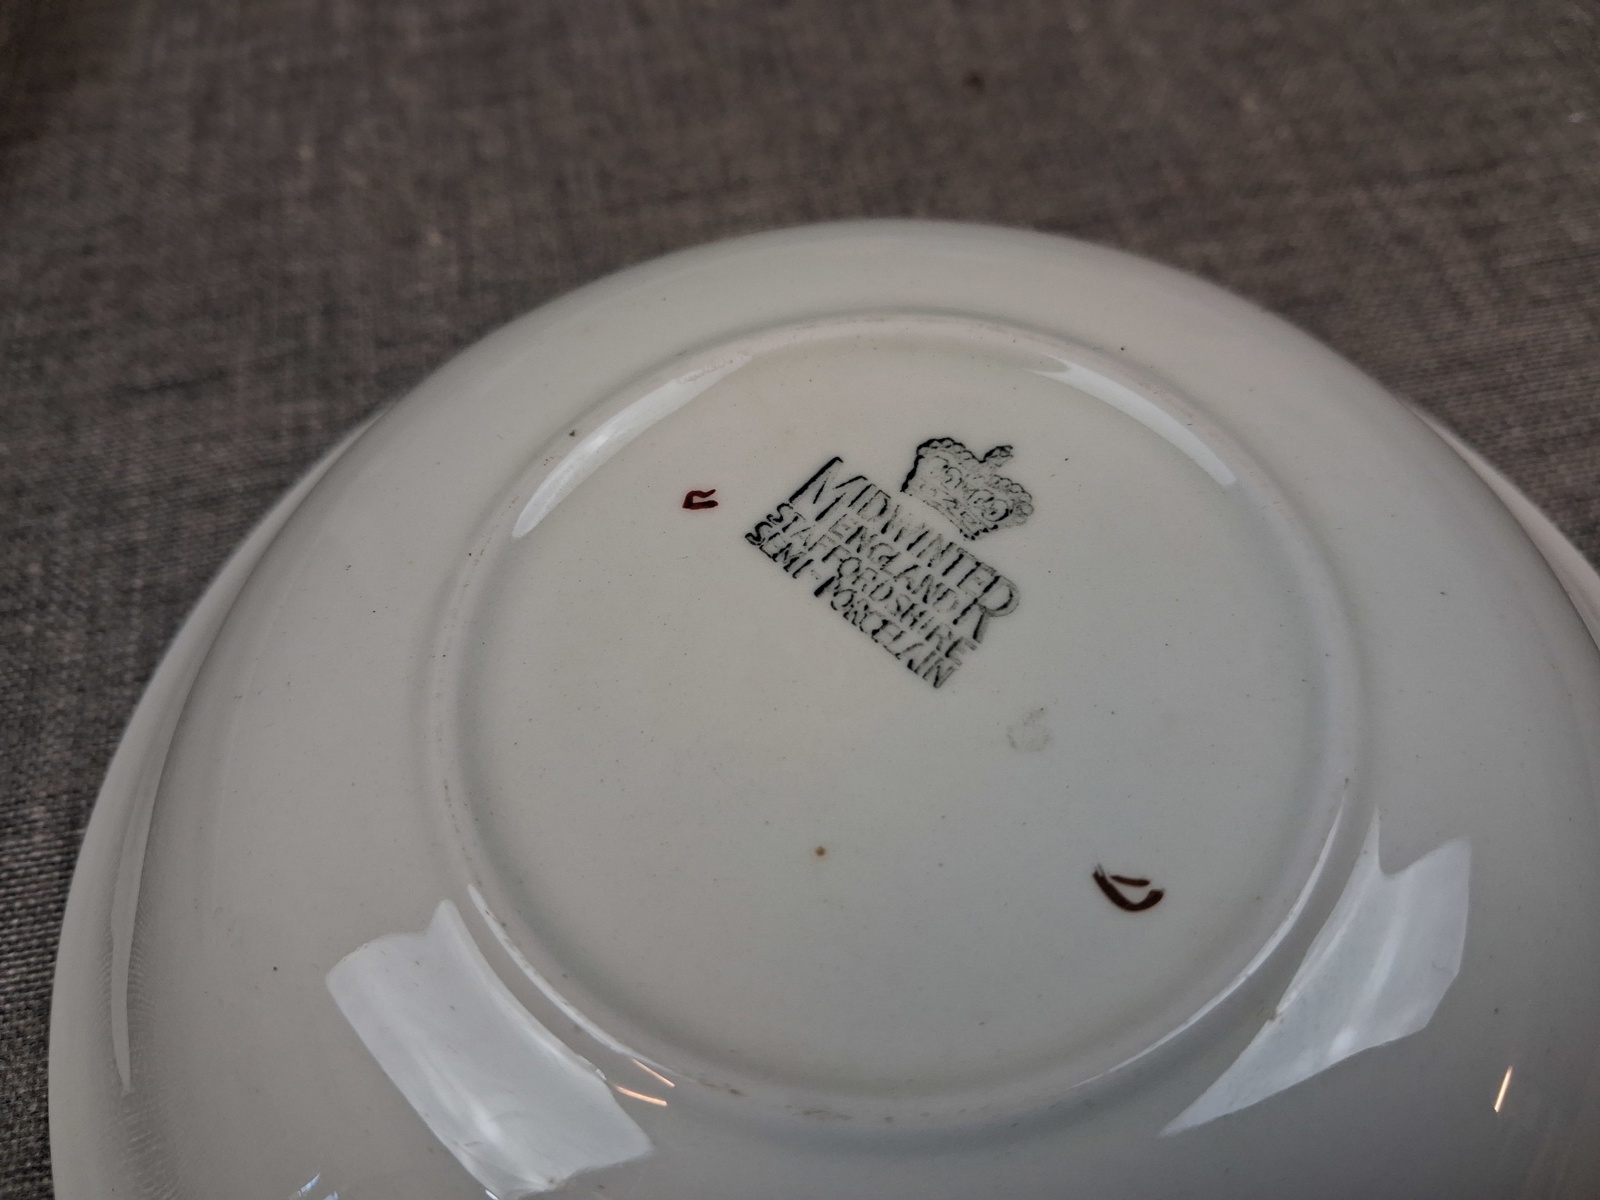 MIDWINTER
ENGLAND
STAFFORDSHIRE
SEMI-PORCELAIN